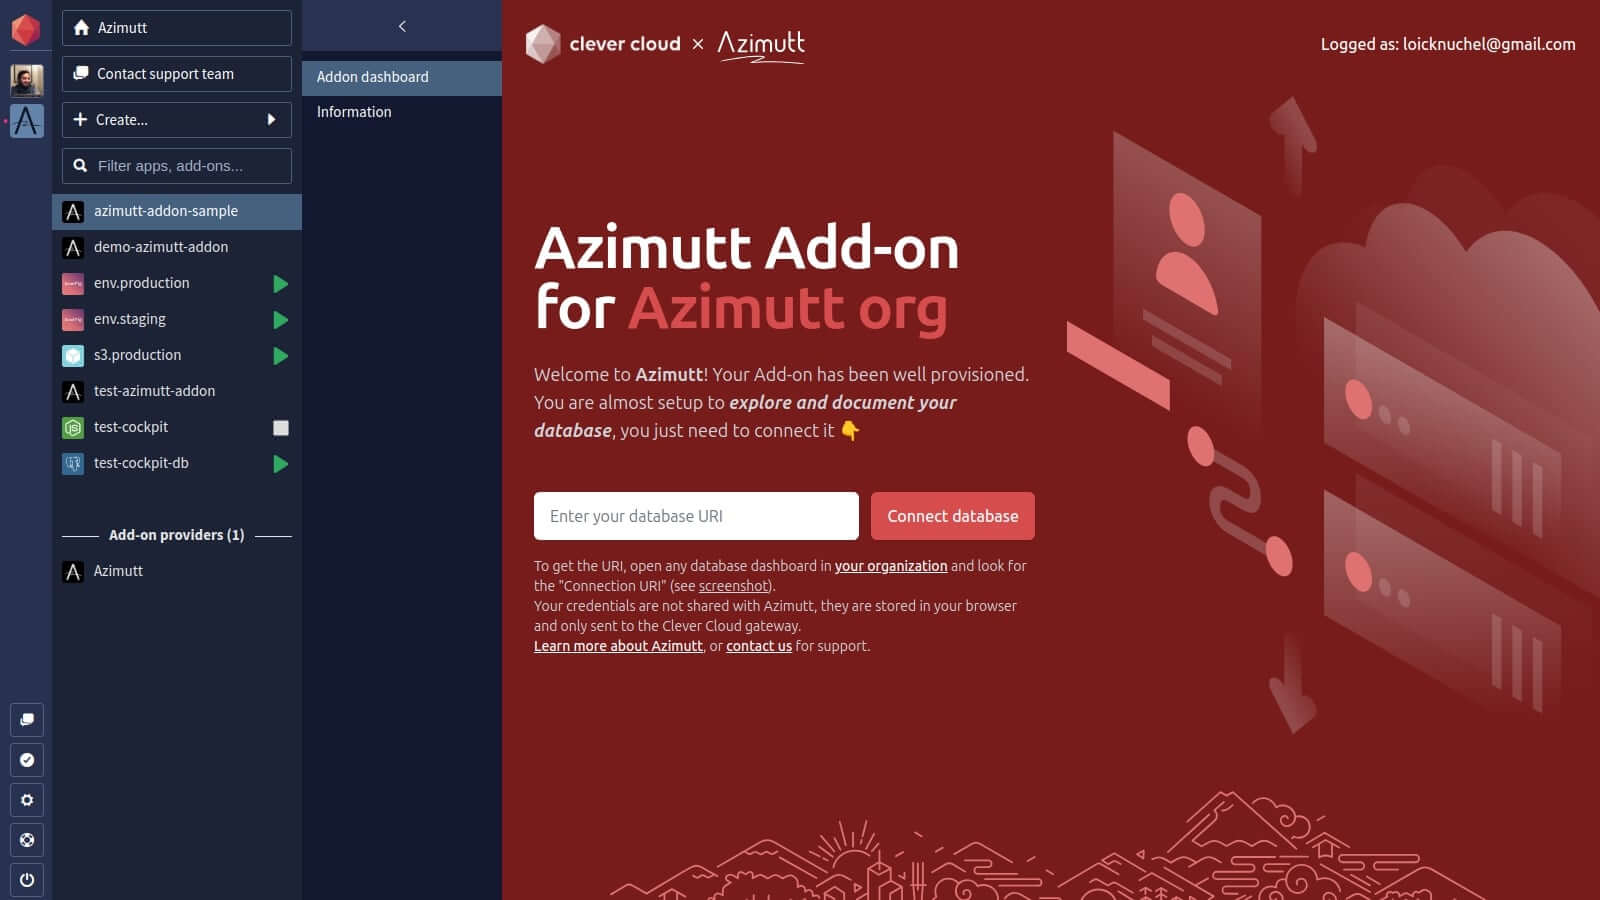 Azimutt
Contact support team
Create...
Filter apps, add-ons...
azimutt-addon-sample
demo-azimutt-addon
env.production
env.staging
s3.production
test-azimutt-addon
test-cockpit
test-cockpit-db
Add-on providers (1)
Azimutt
Addon dashboard
Information
clever cloud × Azimutt
Logged as: loicknuchel@gmail.com
Azimutt Add-on
for Azimutt org
Welcome to Azimutt! Your Add-on has been well provisioned.
You are almost setup to explore and document your
database, you just need to connect it 👇
Enter your database URI
Connect database
To get the URI, open any database dashboard in your organization and look for
the "Connection URI" (see screenshot).
Your credentials are not shared with Azimutt, they are stored in your browser
and only sent to the Clever Cloud gateway.
Learn more about Azimutt, or contact us for support.